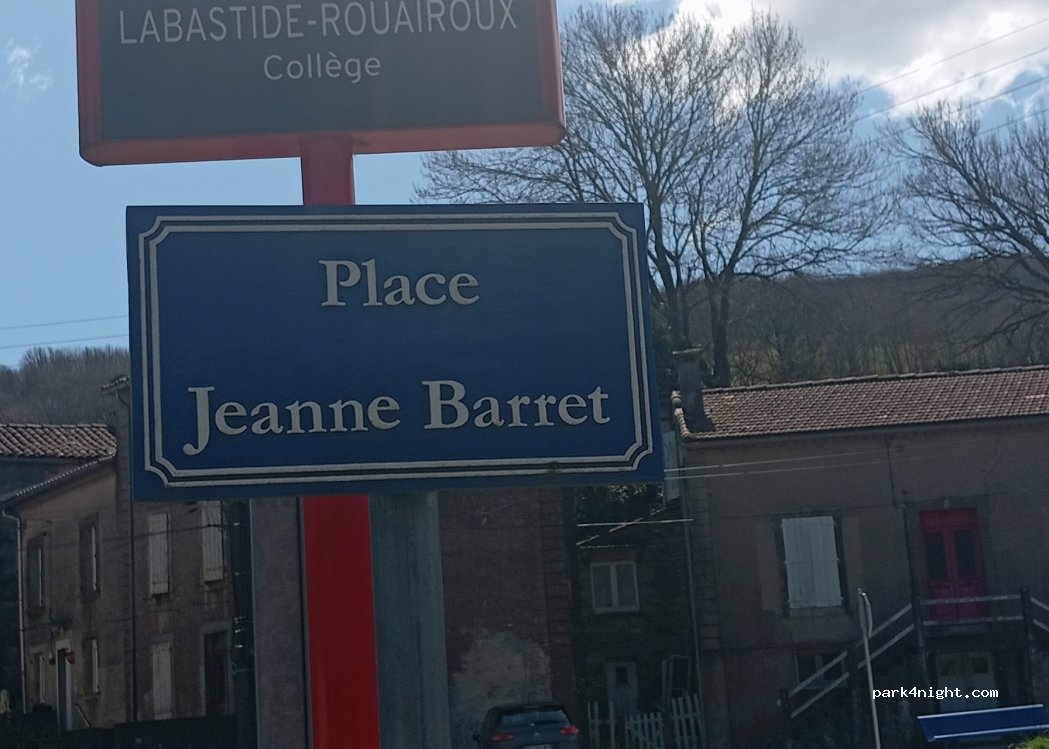 LABASTIDE-ROUAIROUX
Collège
Place
Jeanne Barret
park4night.com